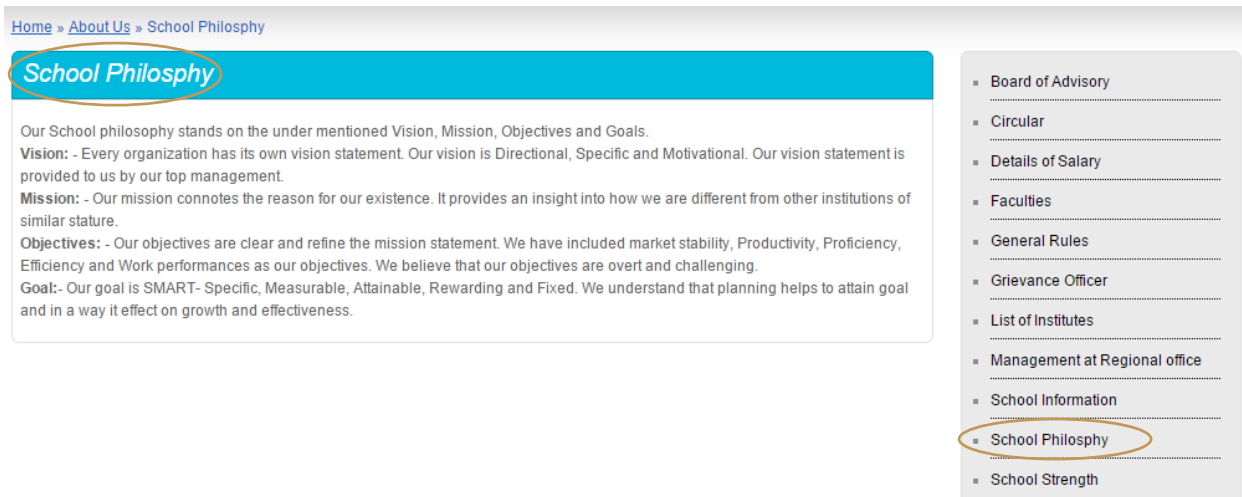 Home » About Us » School Philosphy
School Philosphy
Our School philosophy stands on the under mentioned Vision, Mission, Objectives and Goals.
Vision: - Every organization has its own vision statement. Our vision is Directional, Specific and Motivational. Our vision statement is
provided to us by our top management.
Mission: - Our mission connotes the reason for our existence. It provides an insight into how we are different from other institutions of
similar stature.
Objectives: - Our objectives are clear and refine the mission statement. We have included market stability, Productivity, Proficiency,
Efficiency and Work performances as our objectives. We believe that our objectives are overt and challenging.
Goal:- Our goal is SMART- Specific, Measurable, Attainable, Rewarding and Fixed. We understand that planning helps to attain goal
and in a way it effect on growth and effectiveness.
Board of Advisory
Circular
Details of Salary
Faculties
General Rules
Grievance Officer
List of Institutes
Management at Regional office
School Information
School Philosphy
School Strength